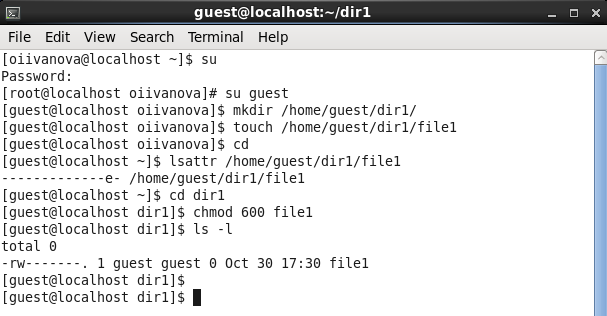 guest@localhost:~/dir1
File Edit View Search Terminal Help
[oiivanova@localhost ~]$ su
Password:
[root@localhost oiivanova]# su guest
[guest@localhost oiivanova]$ mkdir /home/guest/dir1/
[guest@localhost oiivanova]$ touch /home/guest/dir1/file1
[guest@localhost oiivanova]$ cd
[guest@localhost ~]$ lsattr /home/guest/dir1/file1
-------------e- /home/guest/dir1/file1
[guest@localhost ~]$ cd dir1
[guest@localhost dir1]$ chmod 600 file1
[guest@localhost dir1]$ ls -l
total 0
-rw-------. 1 guest guest 0 Oct 30 17:30 file1
[guest@localhost dir1]$
[guest@localhost dir1]$